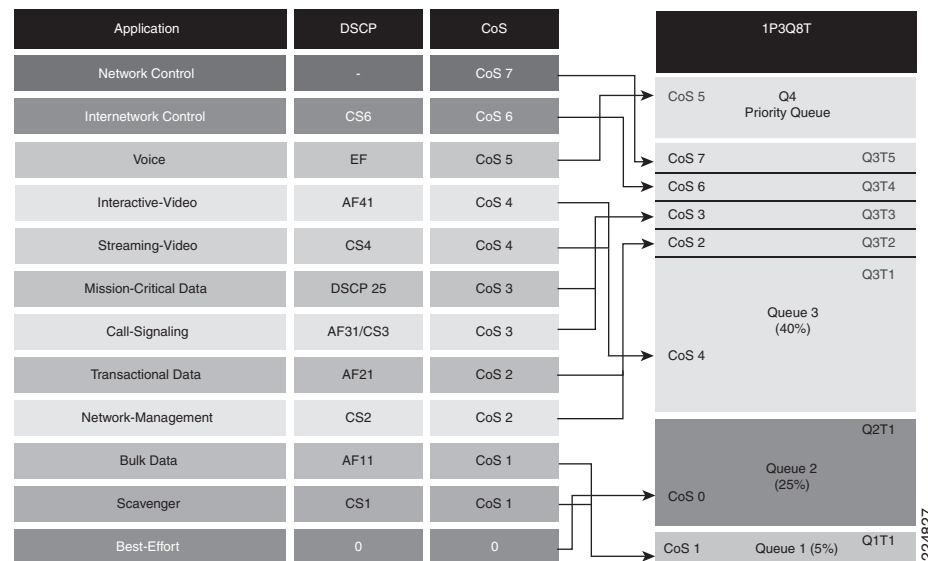 Application DSCP CoS 1P3Q8T
Network Control - CoS 7
Internetwork Control CS6 CoS 6
Voice EF CoS 5
Interactive-Video AF41 CoS 4
Streaming-Video CS4 CoS 4
Mission-Critical Data DSCP 25 CoS 3
Call-Signaling AF31/CS3 CoS 3
Transactional Data AF21 CoS 2
Network-Management CS2 CoS 2
Bulk Data AF11 CoS 1
Scavenger CS1 CoS 1
Best-Effort 0 0
CoS 5 Q4
Priority Queue
CoS 7 Q3T5
CoS 6 Q3T4
CoS 3 Q3T3
CoS 2 Q3T2
Q3T1
Queue 3
(40%)
CoS 4
Q2T1
Queue 2
(25%)
CoS 0
CoS 1 Queue 1 (5%) Q1T1
224827